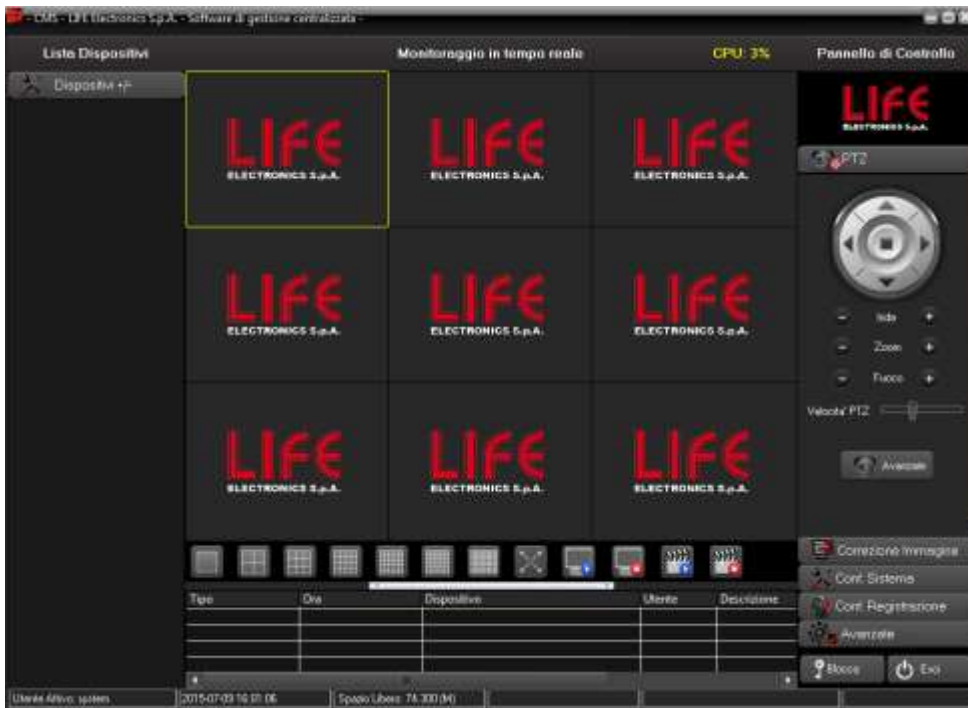 - CMS - LIFE Electronics S.p.A. - Software di gestione centralizzata -
Lista Dispositivi
Monitoraggio in tempo reale
CPU: 3%
Pannello di Controllo
Dispositivi +/-
LIFE
ELECTRONICS S.p.A.
LIFE
ELECTRONICS S.p.A.
LIFE
ELECTRONICS S.p.A.
LIFE
ELECTRONICS S.p.A.
PTZ
LIFE
ELECTRONICS S.p.A.
LIFE
ELECTRONICS S.p.A.
LIFE
ELECTRONICS S.p.A.
- Iride +
- Zoom +
- Fuoco +
Velocita' PTZ
LIFE
ELECTRONICS S.p.A.
LIFE
ELECTRONICS S.p.A.
LIFE
ELECTRONICS S.p.A.
Avanzate
Correzione Immagine
Conf. Sistema
Conf. Registrazione
Avanzate
Tipo
Ora
Dispositivo
Utente
Descrizione
Blocca
Esci
Utente Attivo: system
2015-07-09 16:01:06
Spazio Libero: 74.300 (M)